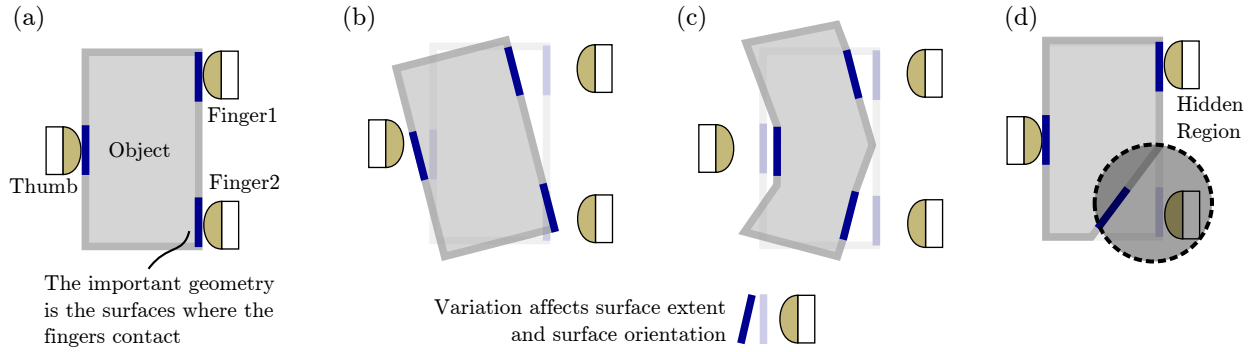 (a)
(b)
(c)
(d)
Finger1
Object
Thumb
Finger2
The important geometry
is the surfaces where the
fingers contact
Hidden
Region
Variation affects surface extent
and surface orientation